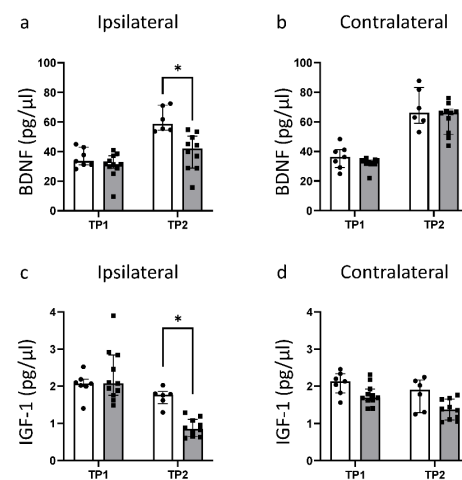 a Ipsilateral
b Contralateral
BDNF (pg/µl)
100
80
60
40
20
0
*
TP1 TP2
BDNF (pg/µl)
100
80
60
40
20
0
TP1 TP2
c Ipsilateral
d Contralateral
IGF-1 (pg/µl)
4
3
2
1
0
*
TP1 TP2
IGF-1 (pg/µl)
4
3
2
1
0
TP1 TP2